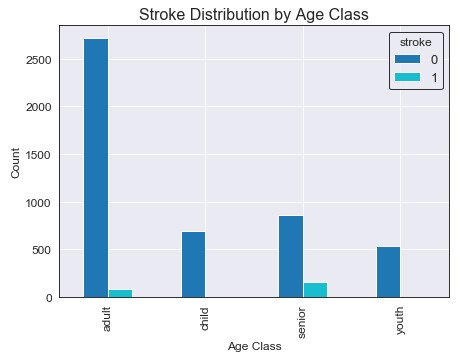 Stroke Distribution by Age Class
stroke
0
1
2500
2000
1500
1000
500
0
Count
adult
child
senior
youth
Age Class